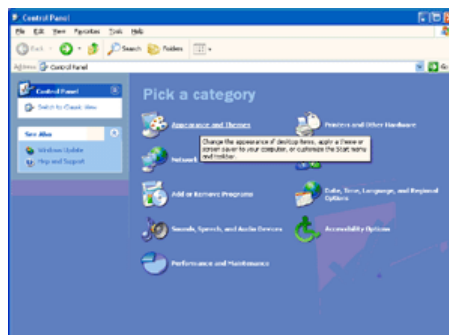 Control Panel
File Edit View Favorites Tools Help
Back Search Folders
Address Control Panel Go
Control Panel
Switch to Classic View
See Also
Windows Update
Help and Support
Pick a category
Appearance and Themes
Printers and Other Hardware
Change the appearance of desktop items, apply a theme or
screen saver to your computer, or customize the Start menu
and taskbar.
Network
Add or Remove Programs
Date, Time, Language, and Regional
Options
Sounds, Speech, and Audio Devices
Accessibility Options
Performance and Maintenance